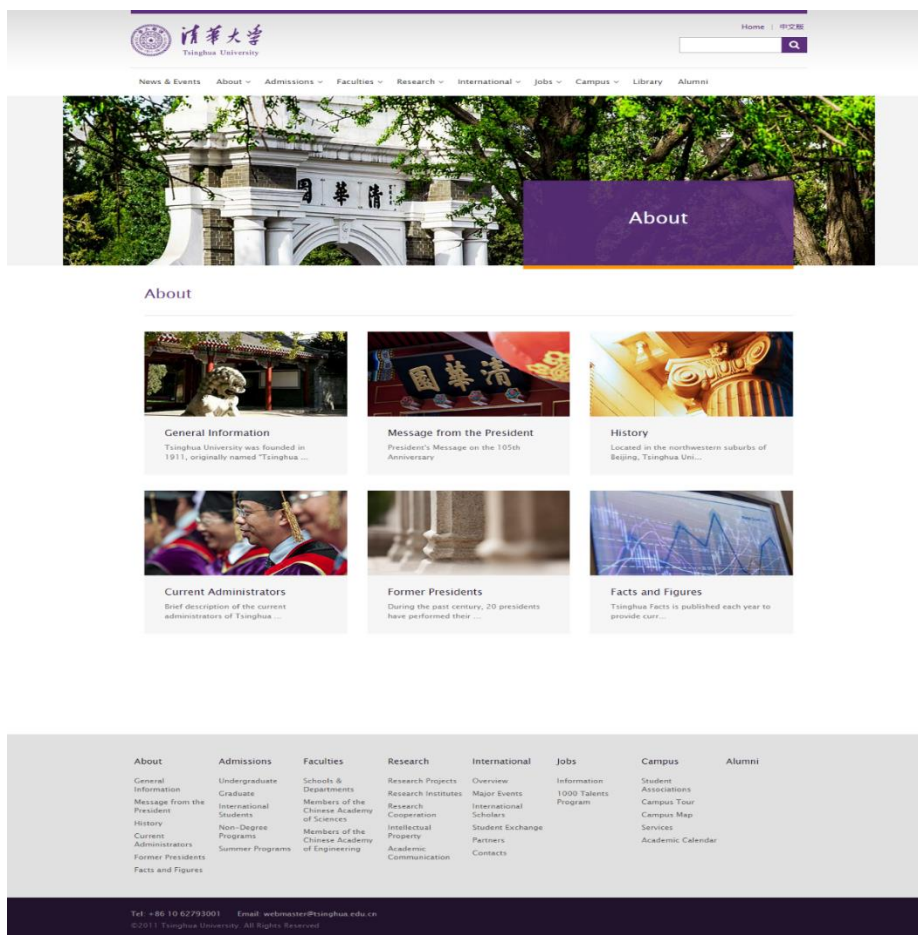 清華大学
Tsinghua University
Home | 中文版
News & Events About Admissions Faculties Research International Jobs Campus Library Alumni
園華清
About
About
園華清
General Information
Tsinghua University was founded in
1911, originally named "Tsinghua ...
Message from the President
President's Message on the 105th
Anniversary
History
Located in the northwestern suburbs of
Beijing, Tsinghua Uni...
Current Administrators
Brief description of the current
administrators of Tsinghua ...
Former Presidents
During the past century, 20 presidents
have performed their ...
Facts and Figures
Tsinghua Facts is published each year to
provide curr...
About
General
Information
Message from the
President
History
Current
Administrators
Former Presidents
Facts and Figures
Admissions
Undergraduate
Graduate
International
Students
Non-Degree
Programs
Summer Programs
Faculties
Schools &
Departments
Members of the
Chinese Academy
of Sciences
Members of the
Chinese Academy
of Engineering
Research
Research Projects
Research Institutes
Research
Cooperation
Intellectual
Property
Academic
Communication
International
Overview
Major Events
International
Scholars
Student Exchange
Partners
Contacts
Jobs
Information
1000 Talents
Program
Campus
Student
Associations
Campus Tour
Campus Map
Services
Academic Calendar
Alumni
Tel: +86 10 62793001 Email: webmaster@tsinghua.edu.cn
©2011 Tsinghua University. All Rights Reserved